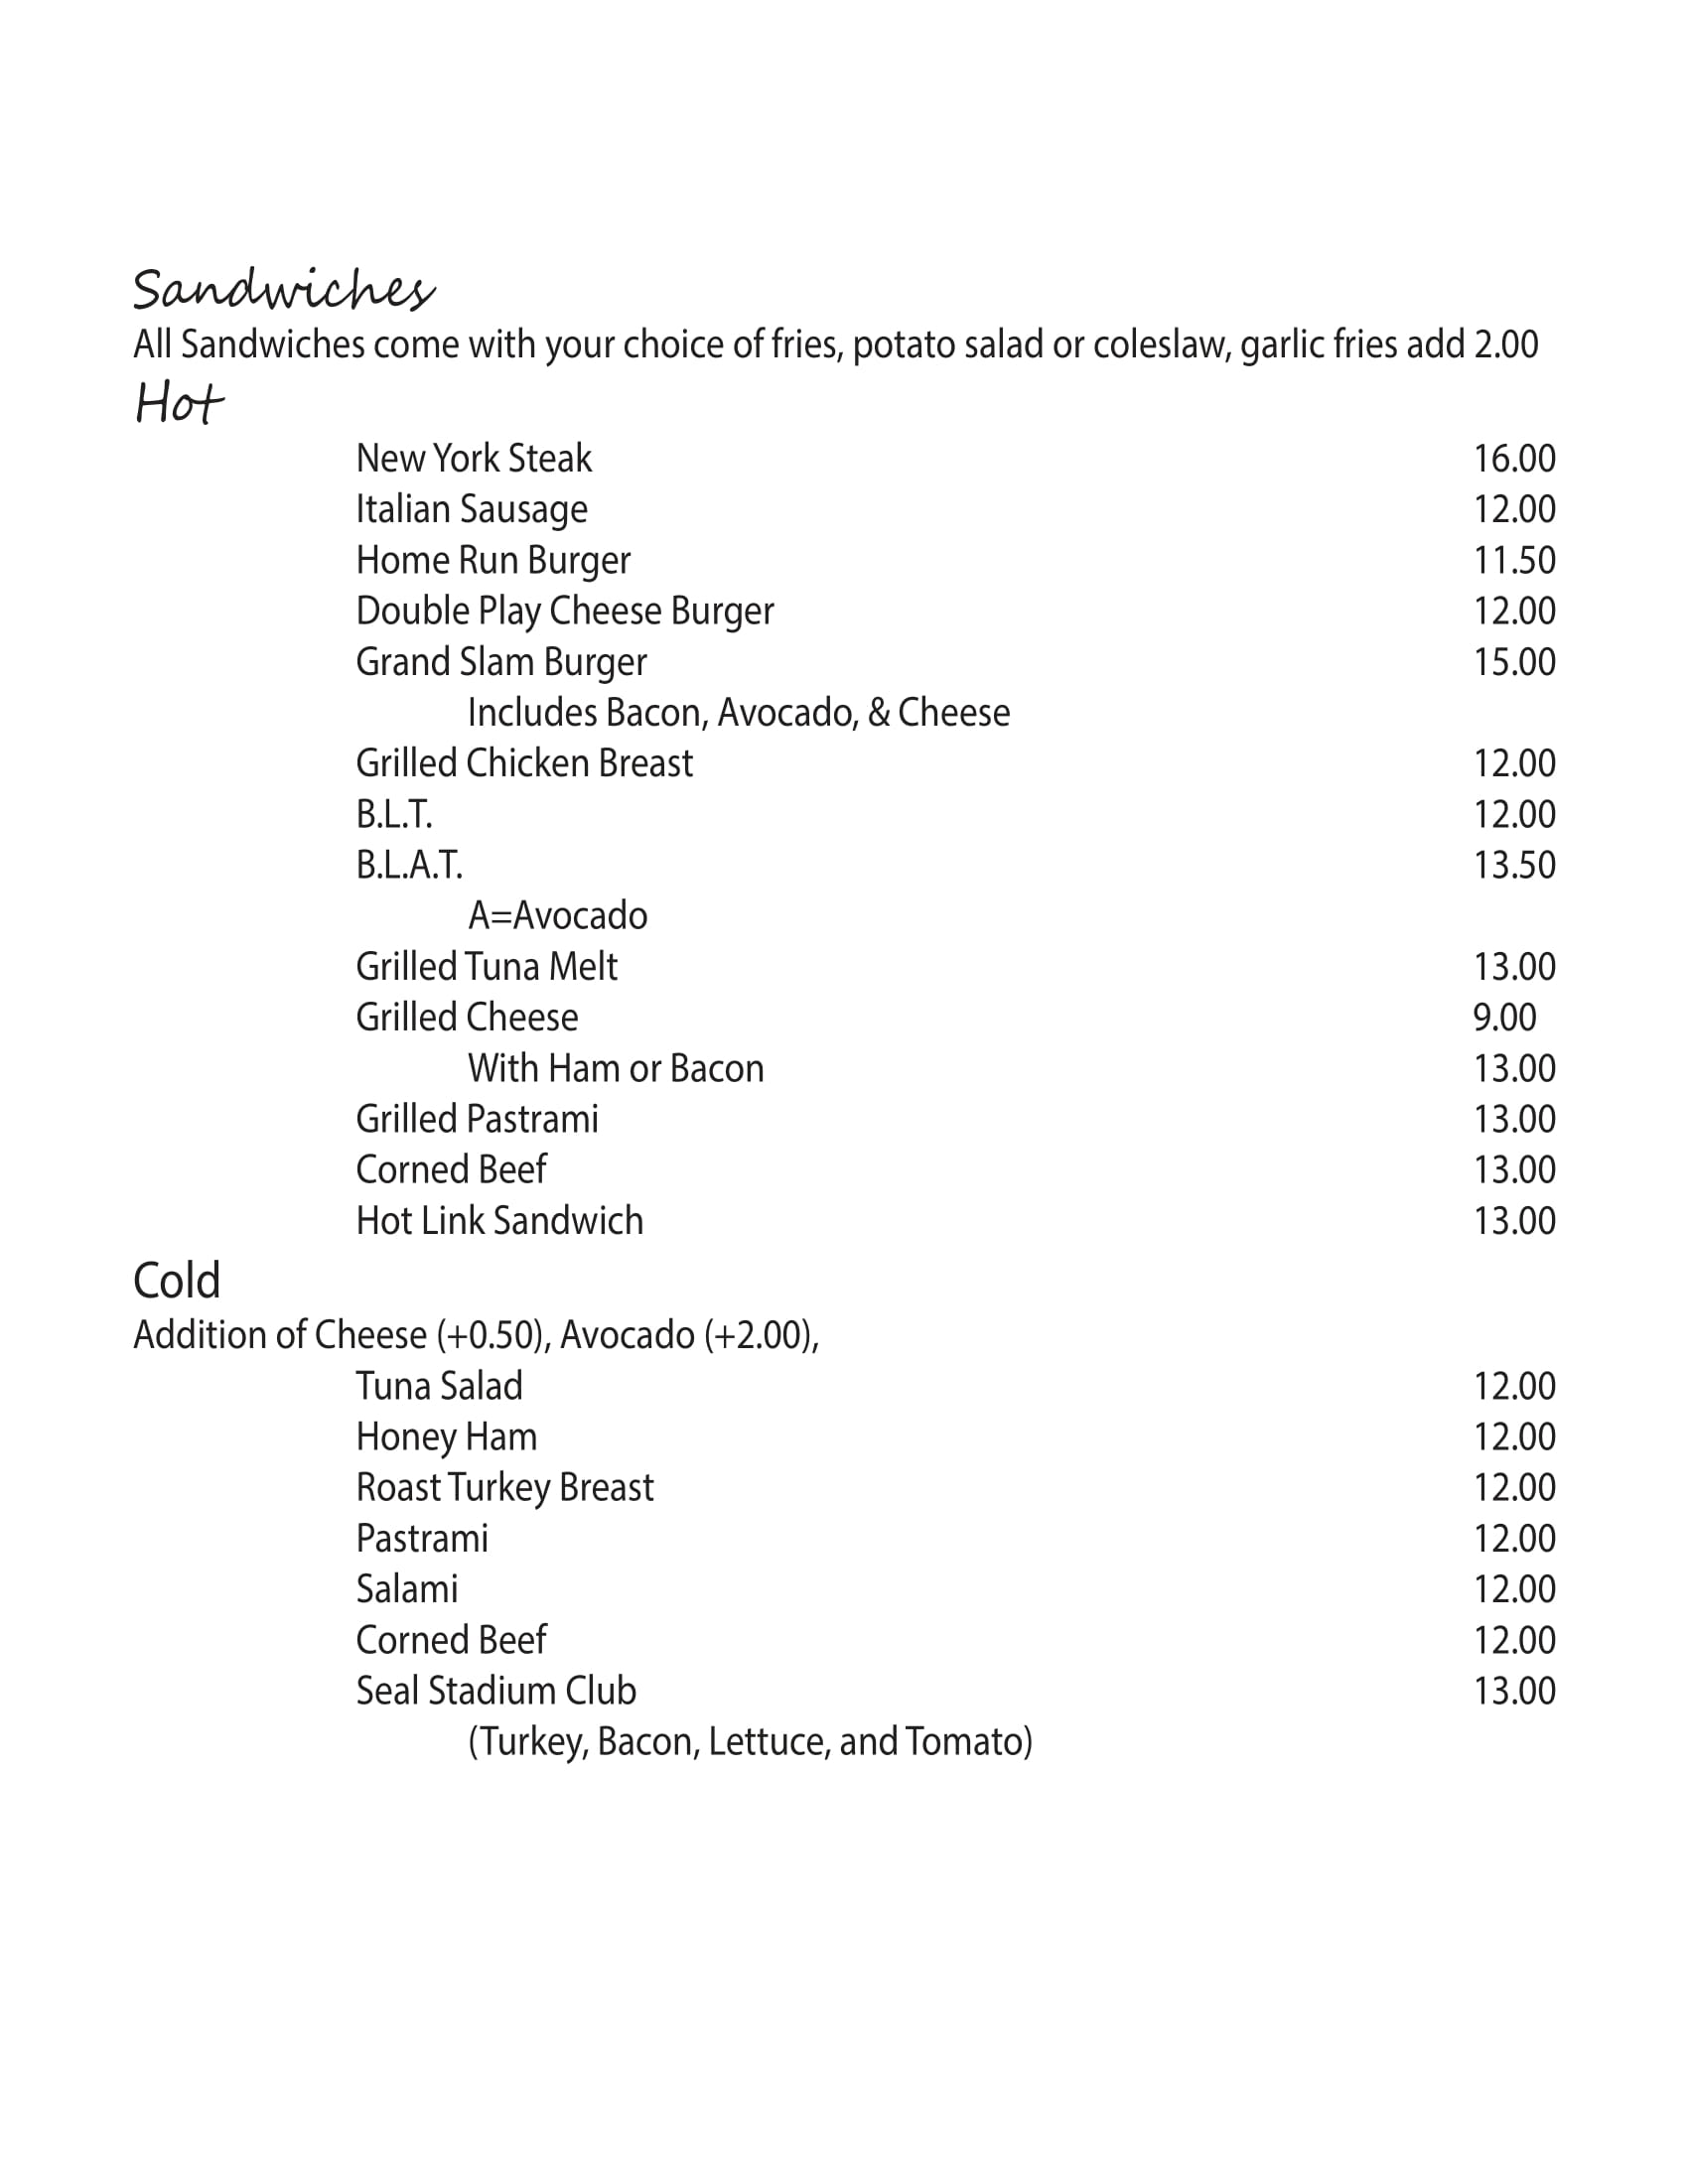 Sandwiches
All Sandwiches come with your choice of fries, potato salad or coleslaw, garlic fries add 2.00
Hot
New York Steak 16.00
Italian Sausage 12.00
Home Run Burger 11.50
Double Play Cheese Burger 12.00
Grand Slam Burger 15.00
Includes Bacon, Avocado, & Cheese
Grilled Chicken Breast 12.00
B.L.T. 12.00
B.L.A.T. 13.50
A=Avocado
Grilled Tuna Melt 13.00
Grilled Cheese 9.00
With Ham or Bacon 13.00
Grilled Pastrami 13.00
Corned Beef 13.00
Hot Link Sandwich 13.00
Cold
Addition of Cheese (+0.50), Avocado (+2.00),
Tuna Salad 12.00
Honey Ham 12.00
Roast Turkey Breast 12.00
Pastrami 12.00
Salami 12.00
Corned Beef 12.00
Seal Stadium Club 13.00
(Turkey, Bacon, Lettuce, and Tomato)